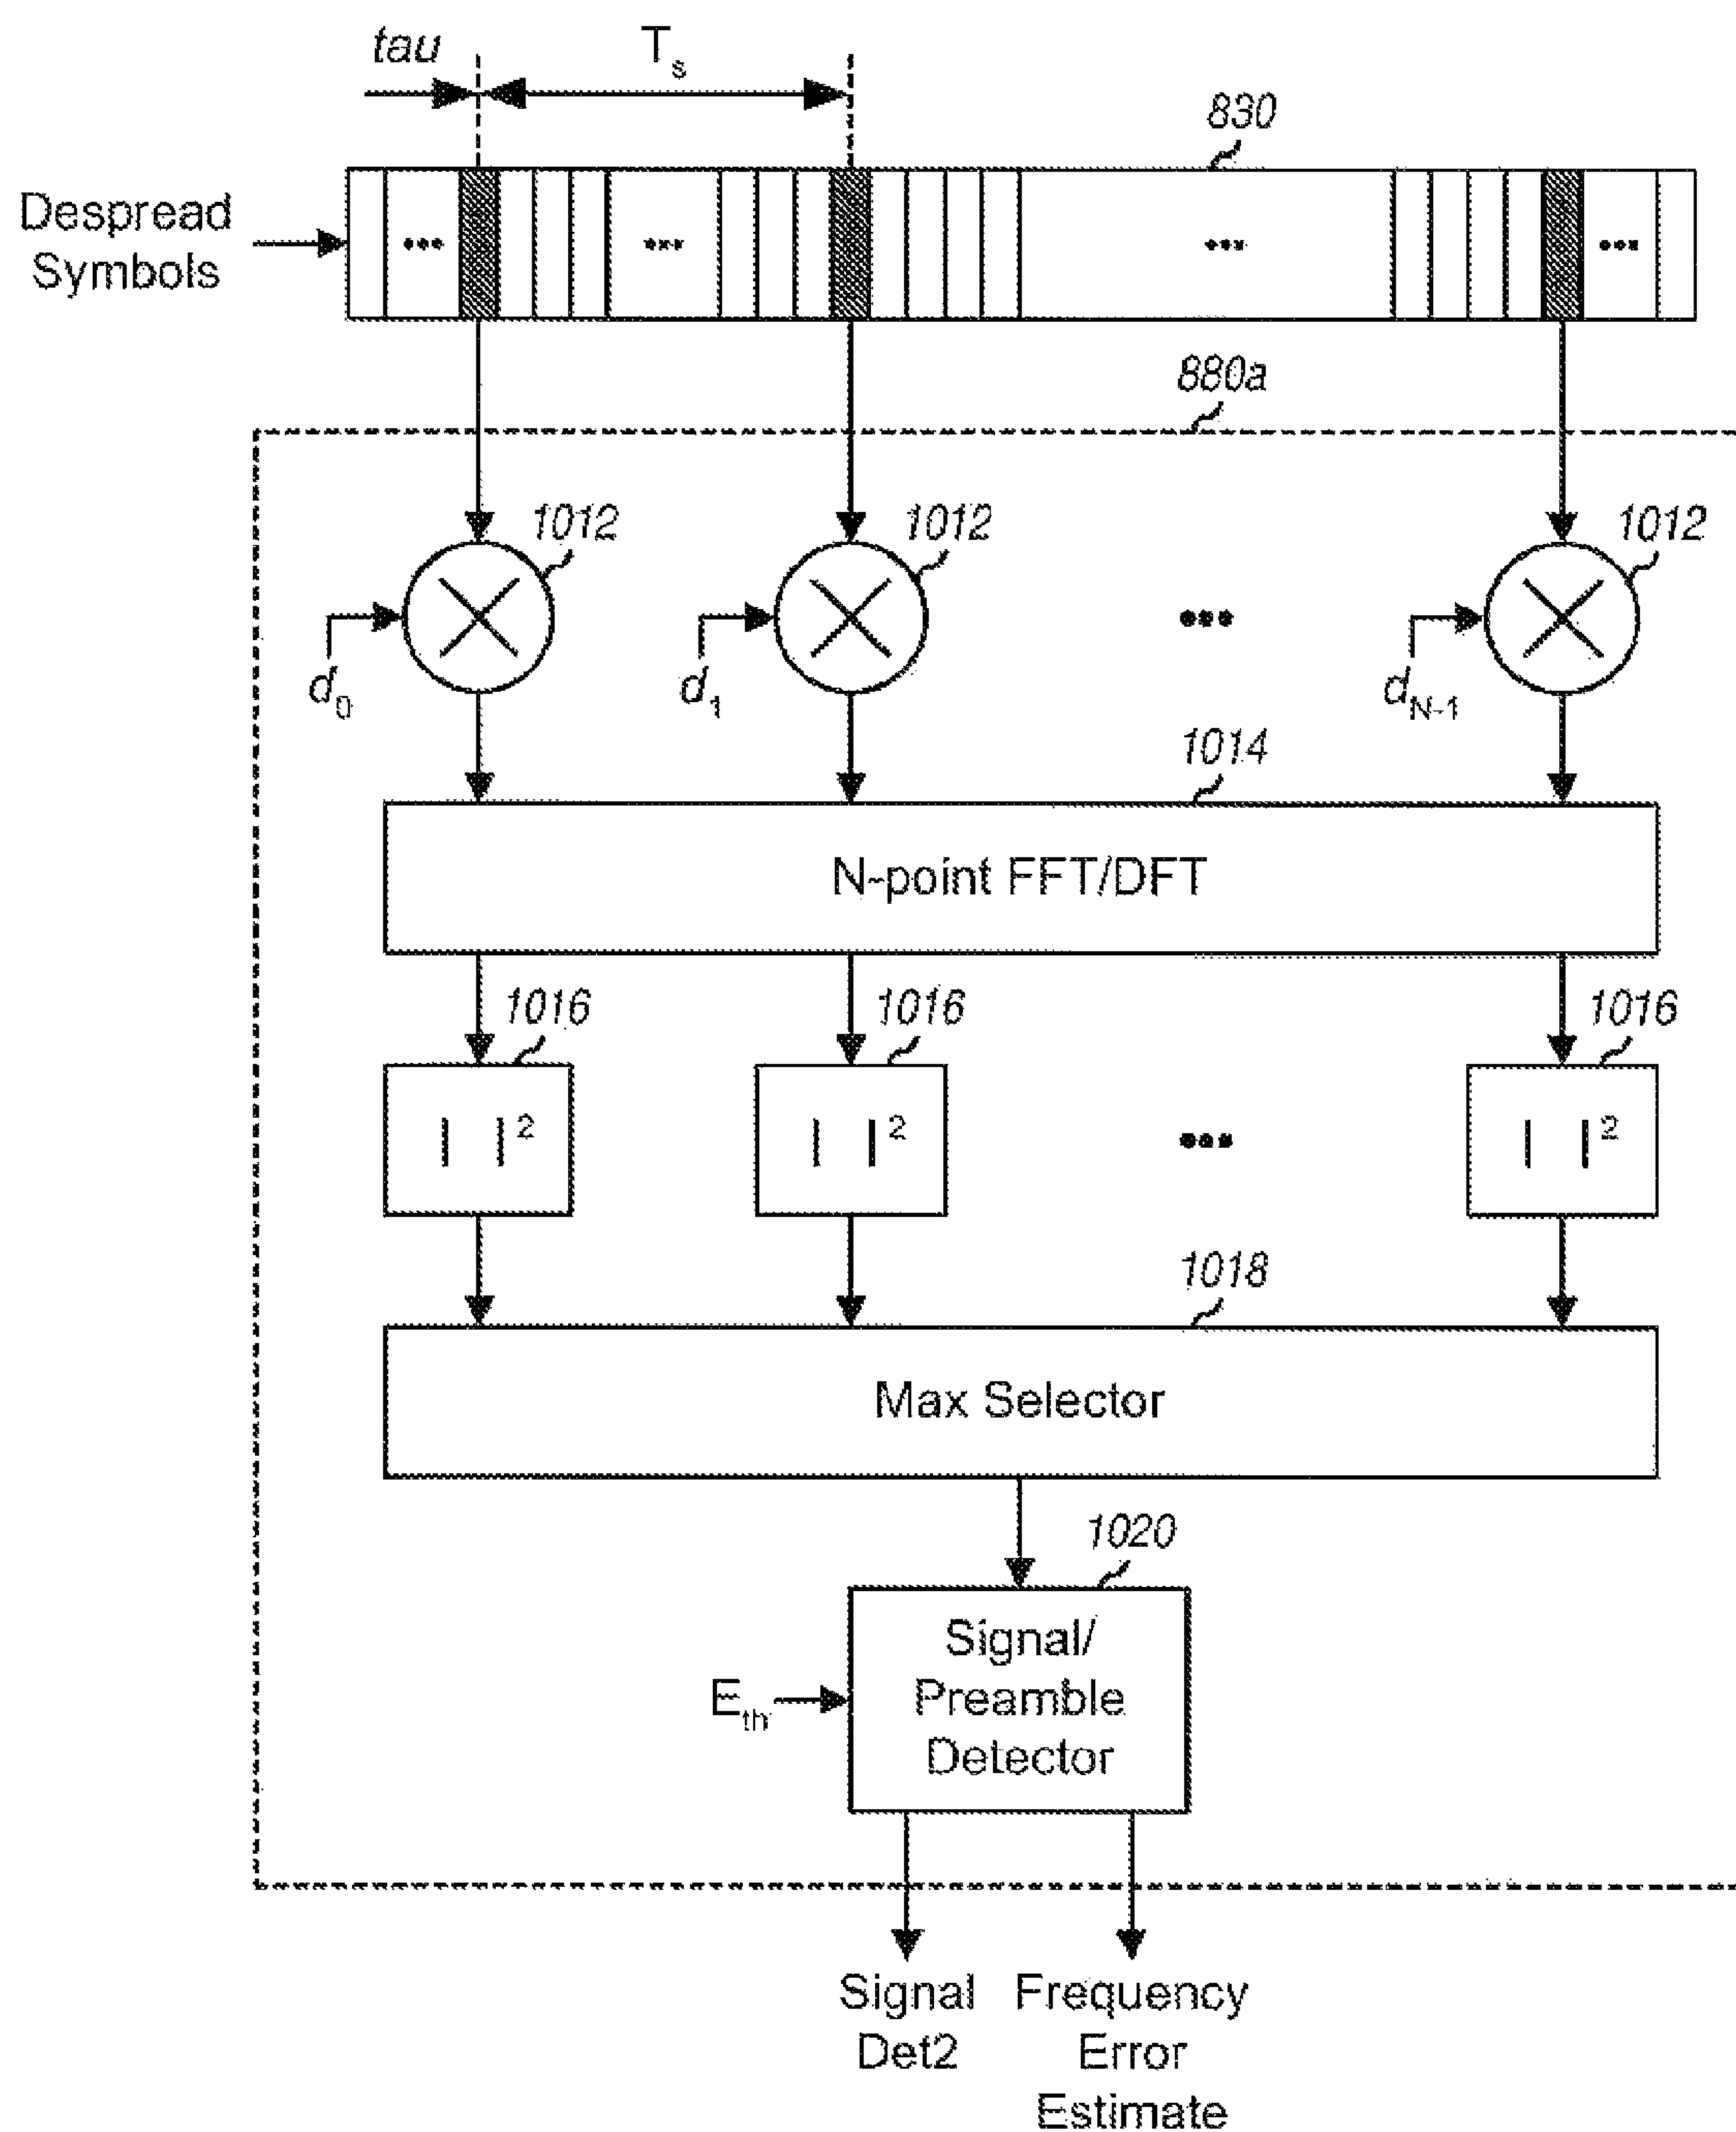 tau
T_s
830
Despread
Symbols
... ... ... ...
880a
1012 1012 1012
...
d_0 d_1 d_N-1
1014
N-point FFT/DFT
1016 1016 1016
| |^2 | |^2 ... | |^2
1018
Max Selector
1020
Signal/
Preamble
Detector
E_th
Signal
Det2
Frequency
Error
Estimate